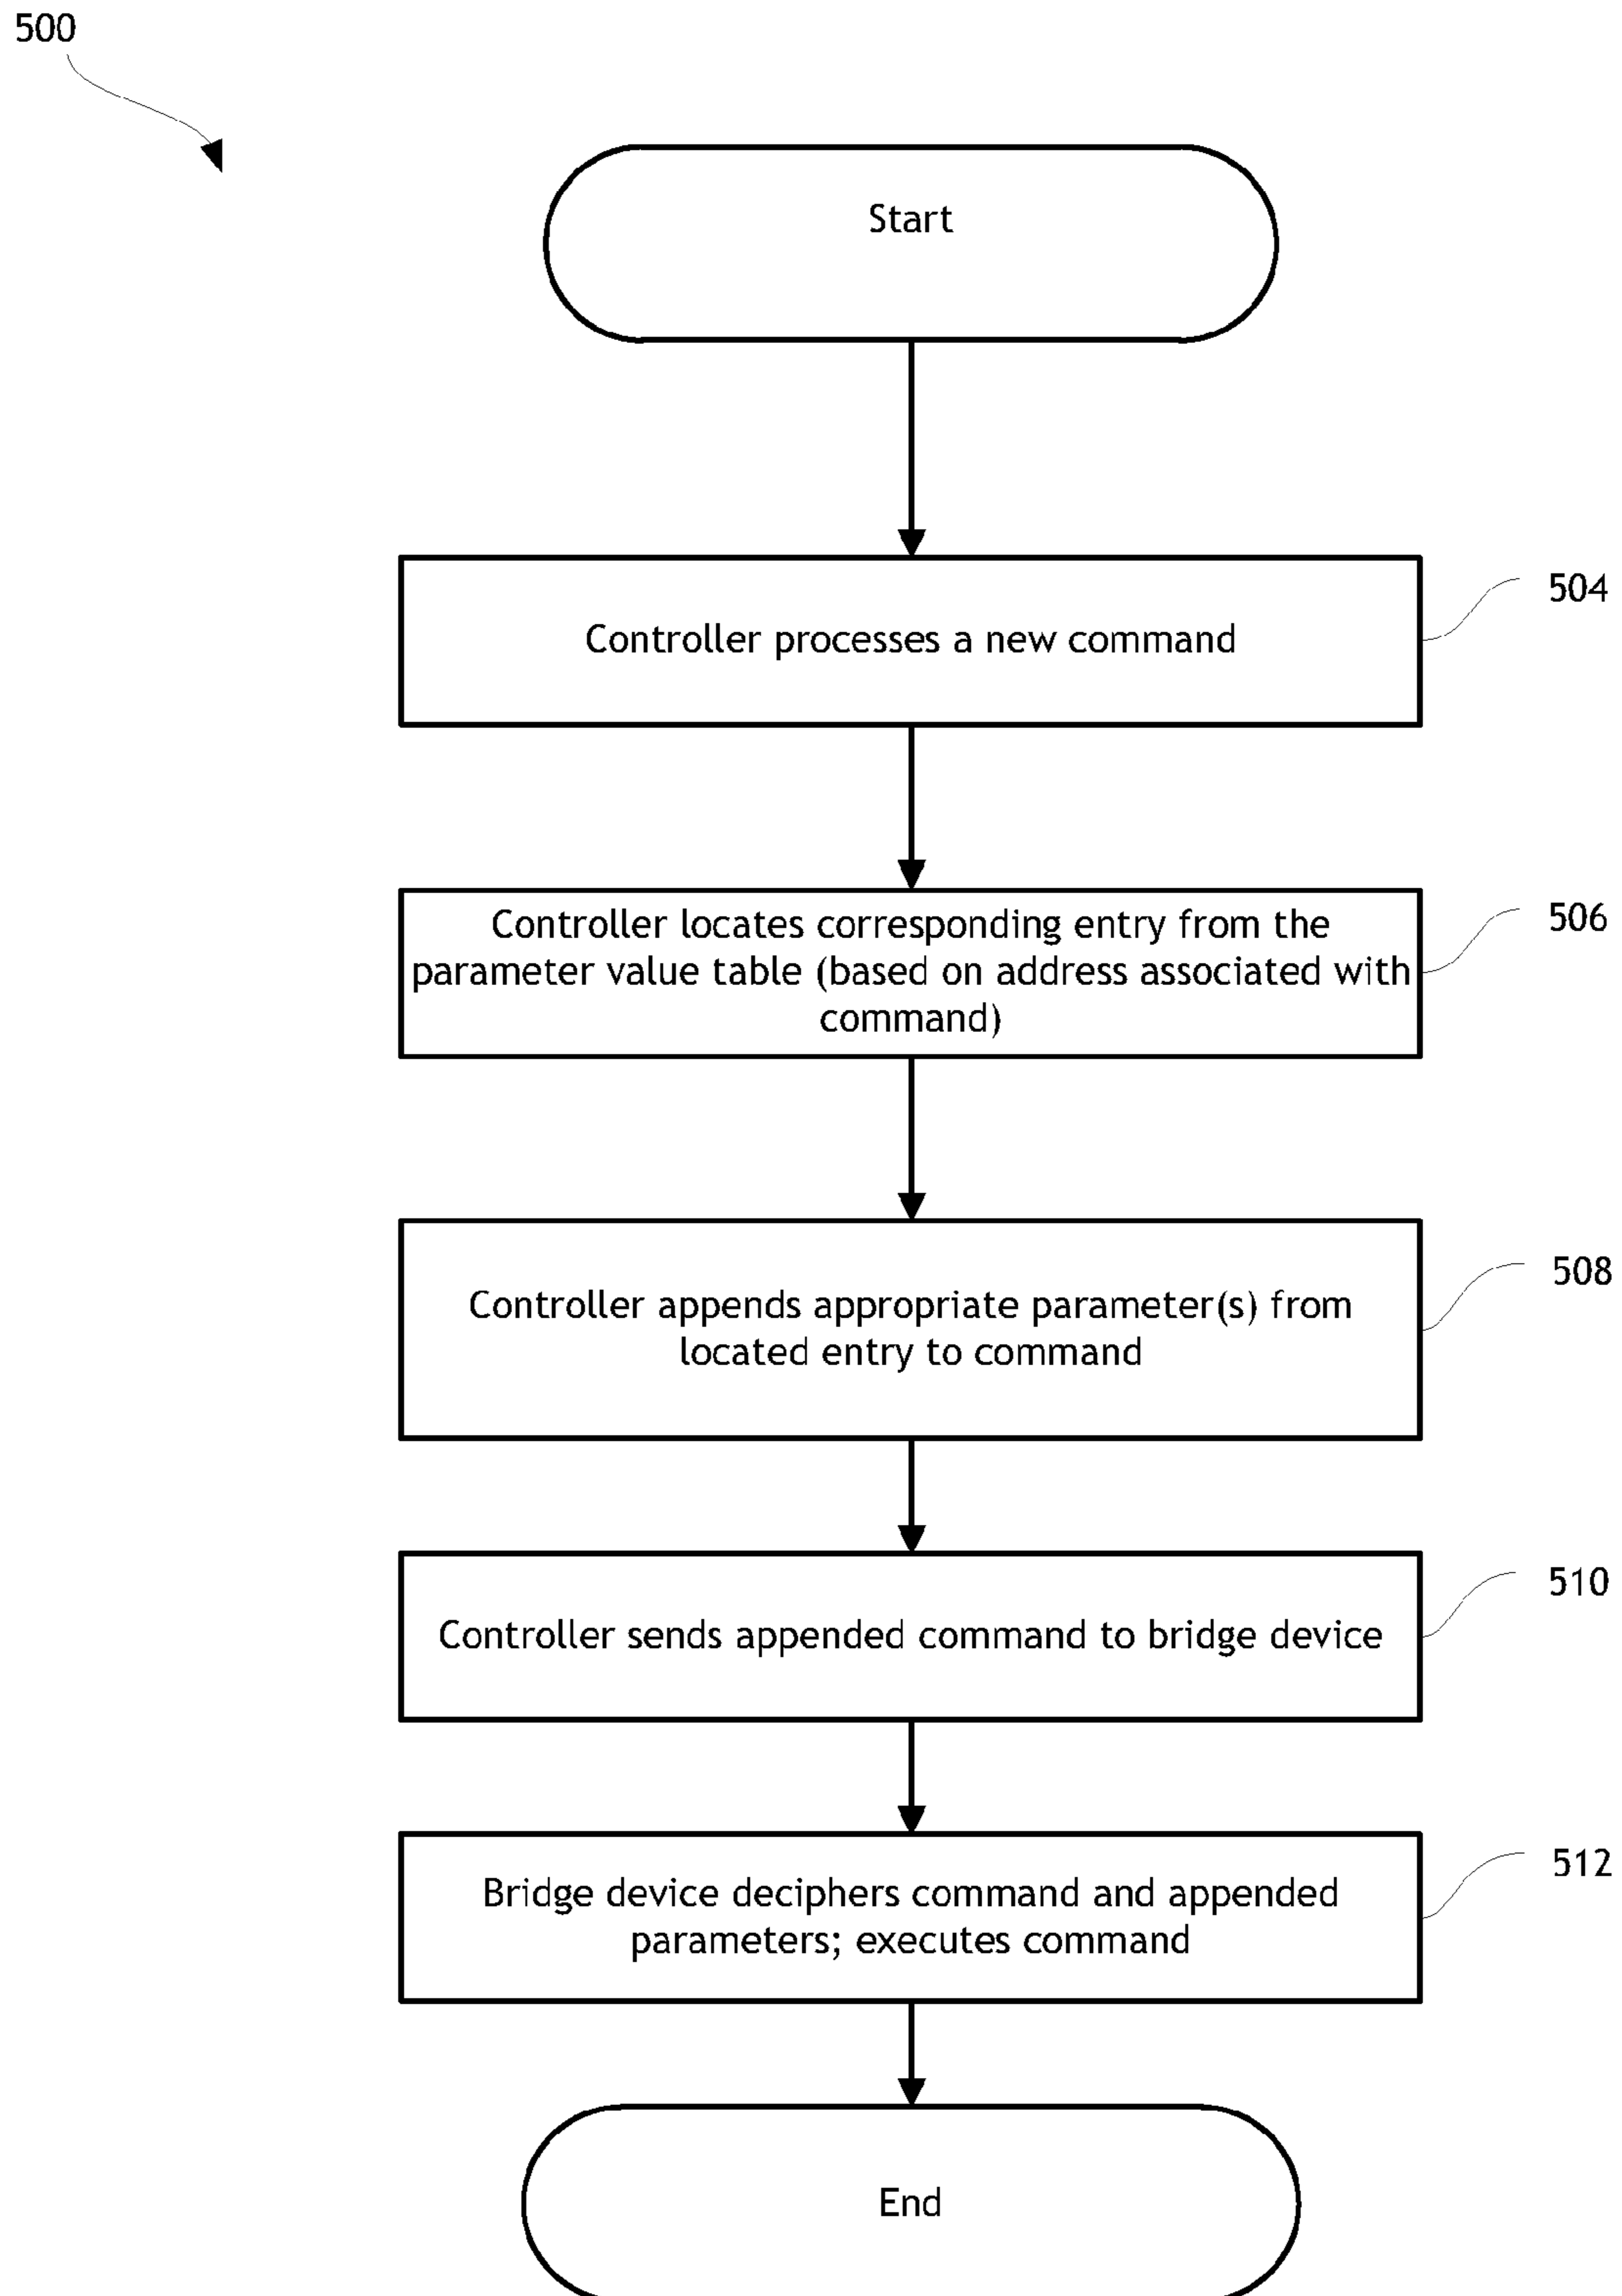 500
Start
Controller processes a new command
504
Controller locates corresponding entry from the
parameter value table (based on address associated with
command)
506
Controller appends appropriate parameter(s) from
located entry to command
508
Controller sends appended command to bridge device
510
Bridge device deciphers command and appended
parameters; executes command
512
End